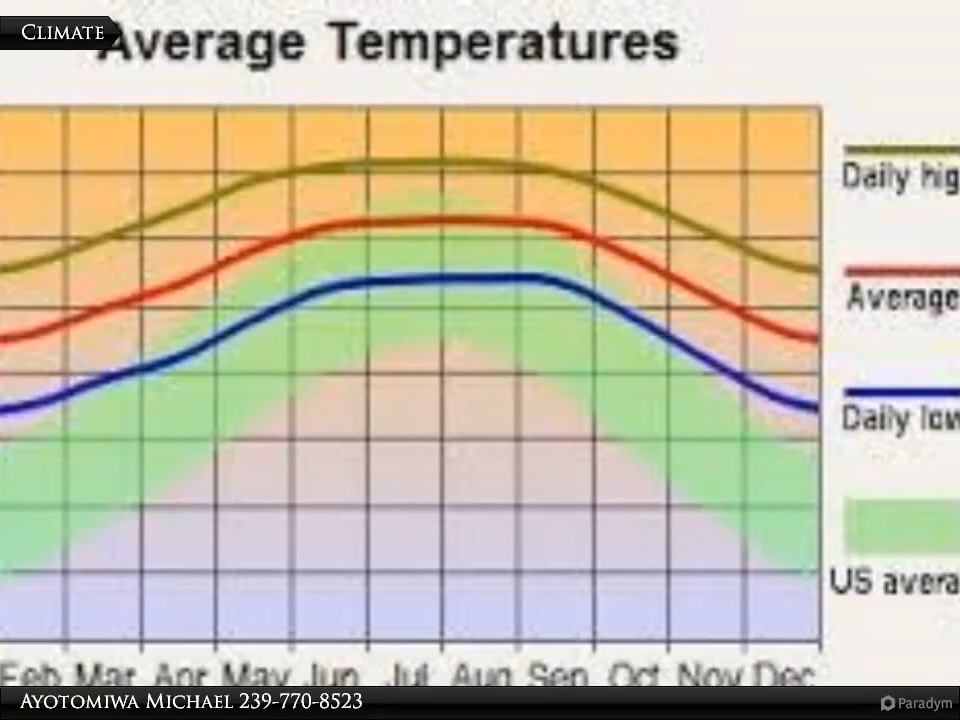 CLIMATE
Average Temperatures
Daily hig
Average
Daily low
US avera
Feb Mar Apr May Jun Jul Aug Sep Oct Nov Dec
AYOTOMIWA MICHAEL 239-770-8523
Paradym